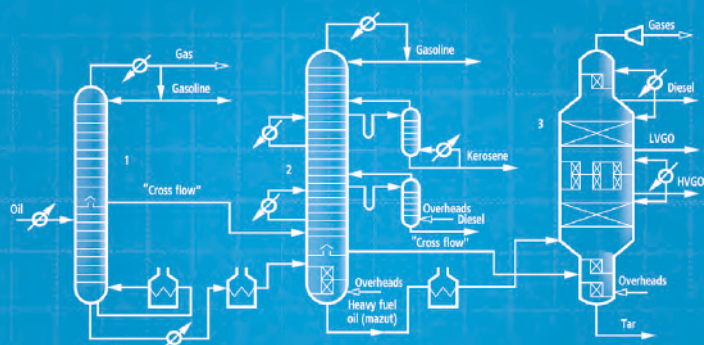 Gas
Gasoline
1
"Cross flow"
Oil
Gasoline
2
Kerosene
Overheads
Diesel
"Cross flow"
Overheads
Heavy fuel
oil (mazut)
Gases
3
Diesel
LVGO
HVGO
Overheads
Tar